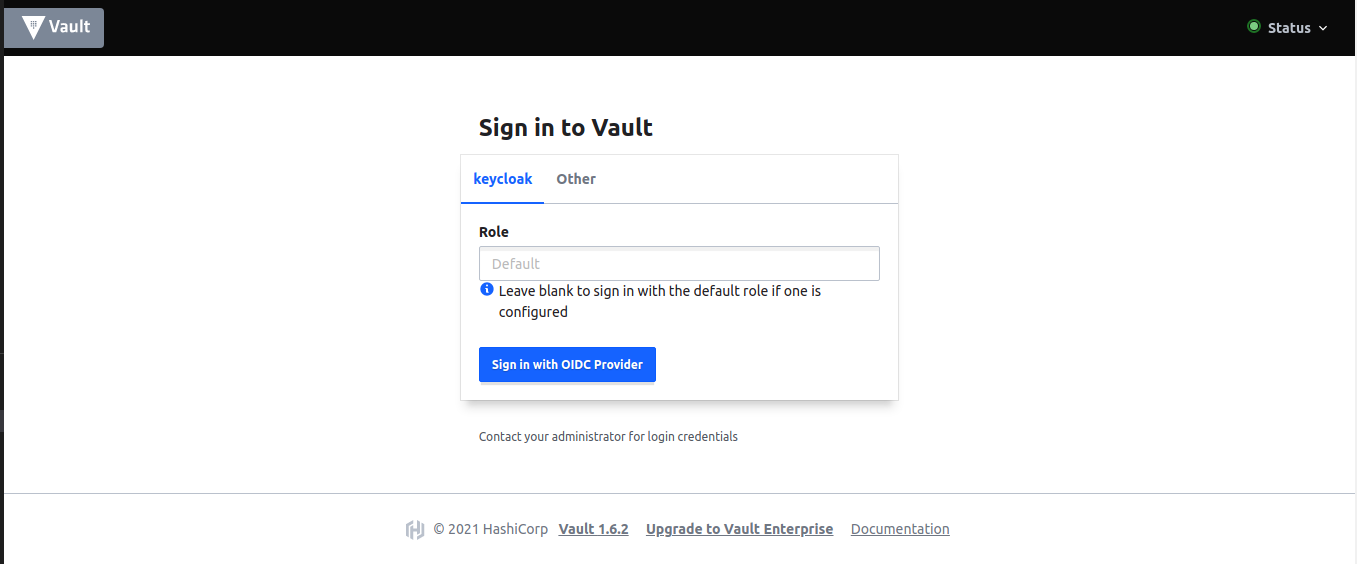 Vault
Status
Sign in to Vault
keycloak Other
Role
Default
Leave blank to sign in with the default role if one is
configured
Sign in with OIDC Provider
Contact your administrator for login credentials
© 2021 HashiCorp Vault 1.6.2 Upgrade to Vault Enterprise Documentation